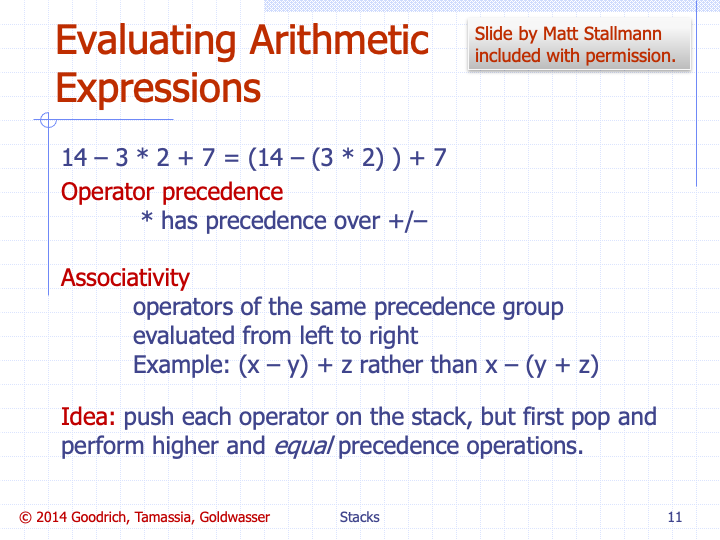 Evaluating Arithmetic
Expressions
Slide by Matt Stallmann
included with permission.
14 – 3 * 2 + 7 = (14 – (3 * 2) ) + 7
Operator precedence
* has precedence over +/–
Associativity
operators of the same precedence group
evaluated from left to right
Example: (x – y) + z rather than x – (y + z)
Idea: push each operator on the stack, but first pop and
perform higher and equal precedence operations.
© 2014 Goodrich, Tamassia, Goldwasser
Stacks
11